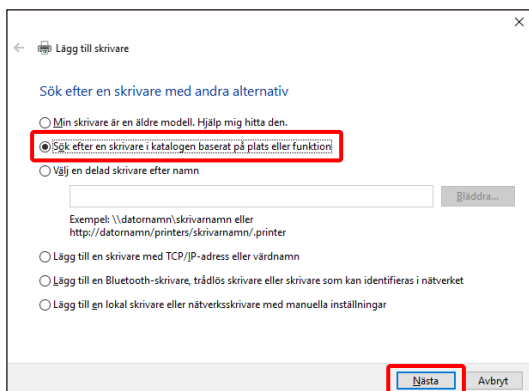 Lägg till skrivare
Sök efter en skrivare med andra alternativ
Min skrivare är en äldre modell. Hjälp mig hitta den.
Sök efter en skrivare i katalogen baserat på plats eller funktion
Välj en delad skrivare efter namn
Bläddra...
Exempel: \\datornamn\skrivarnamn eller
http://datornamn/printers/skrivarnamn/.printer
Lägg till en skrivare med TCP/IP-adress eller värdnamn
Lägg till en Bluetooth-skrivare, trådlös skrivare eller skrivare som kan identifieras i nätverket
Lägg till en lokal skrivare eller nätverksskrivare med manuella inställningar
Nästa
Avbryt